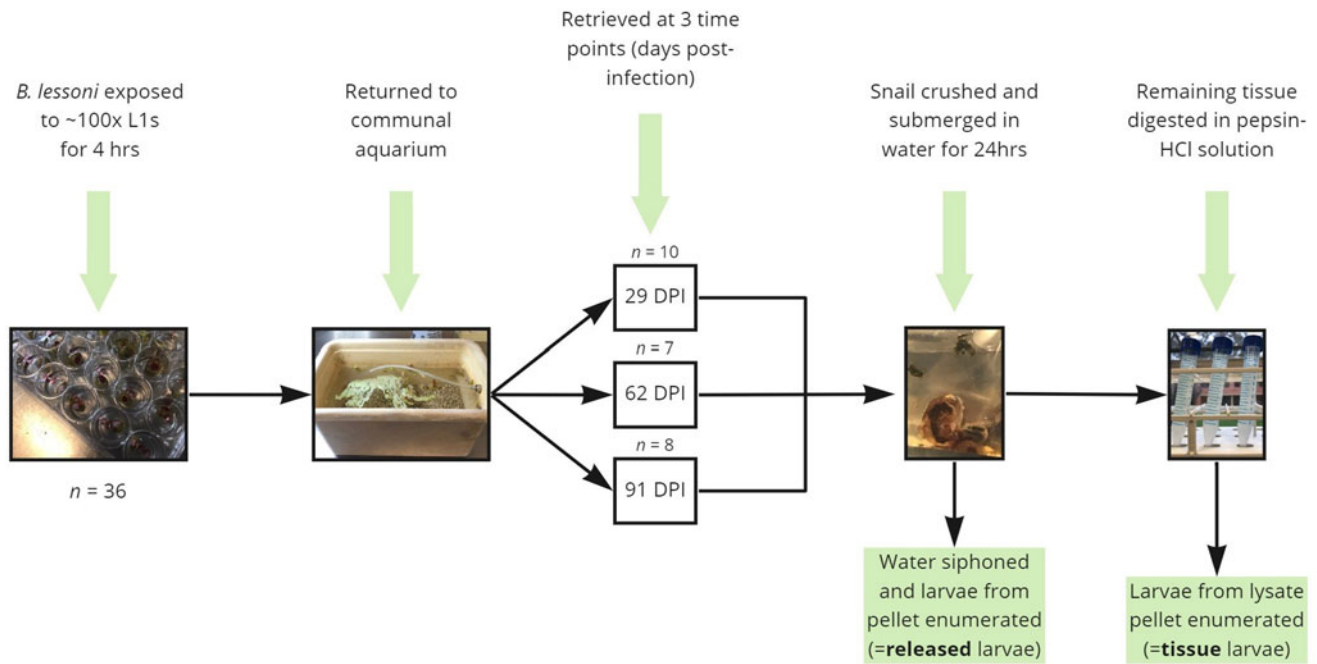 B. lessoni exposed
to ~100x L1s
for 4 hrs
Returned to
communal
aquarium
Retrieved at 3 time
points (days post-
infection)
Snail crushed and
submerged in
water for 24hrs
Remaining tissue
digested in pepsin-
HCl solution
n = 36
n = 10
29 DPI
n = 7
62 DPI
n = 8
91 DPI
Water siphoned
and larvae from
pellet enumerated
(=released larvae)
Larvae from lysate
pellet enumerated
(=tissue larvae)